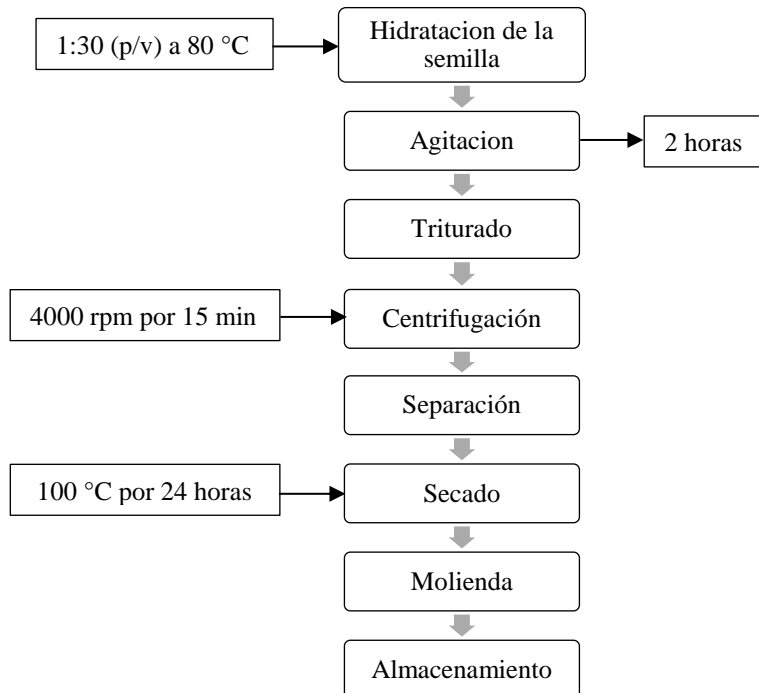 1:30 (p/v) a 80 °C
Hidratacion de la
semilla
Agitacion
2 horas
Triturado
4000 rpm por 15 min
Centrifugación
Separación
100 °C por 24 horas
Secado
Molienda
Almacenamiento